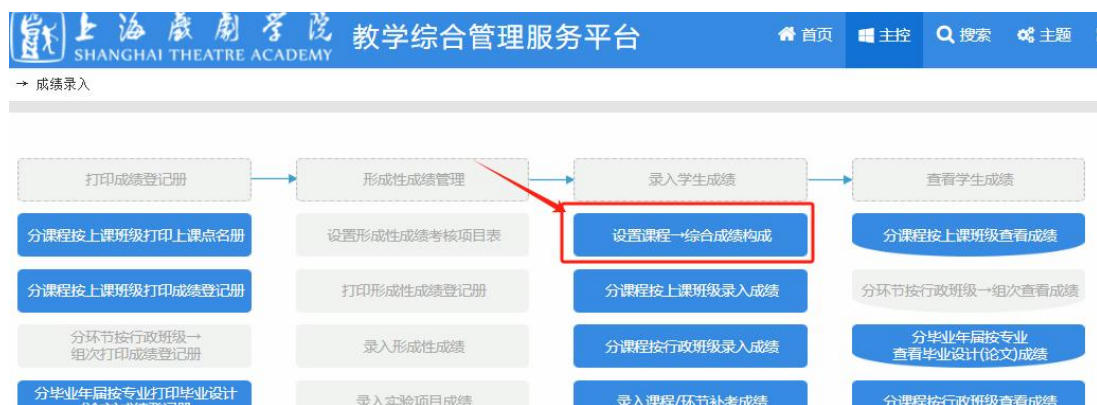 上海戲劇学院 教学综合管理服务平台 首页 主控 搜索 主题
SHANGHAI THEATRE ACADEMY
→ 成绩录入
打印成绩登记册 形成性成绩管理 录入学生成绩 查看学生成绩
分课程按上课班级打印上课点名册 设置形成性成绩考核项目表 设置课程→综合成绩构成 分课程按上课班级查看成绩
分课程按上课班级打印成绩登记册 打印形成性成绩登记册 分课程按上课班级录入成绩 分环节按行政班级→组次查看成绩
分环节按行政班级→
组次打印成绩登记册 录入形成性成绩 分课程按行政班级录入成绩 分毕业年届按专业
查看毕业设计(论文)成绩
分毕业年届按专业打印毕业设计 录入实验项目成绩 录入课程/环节补考成绩 分课程按行政班级查看成绩